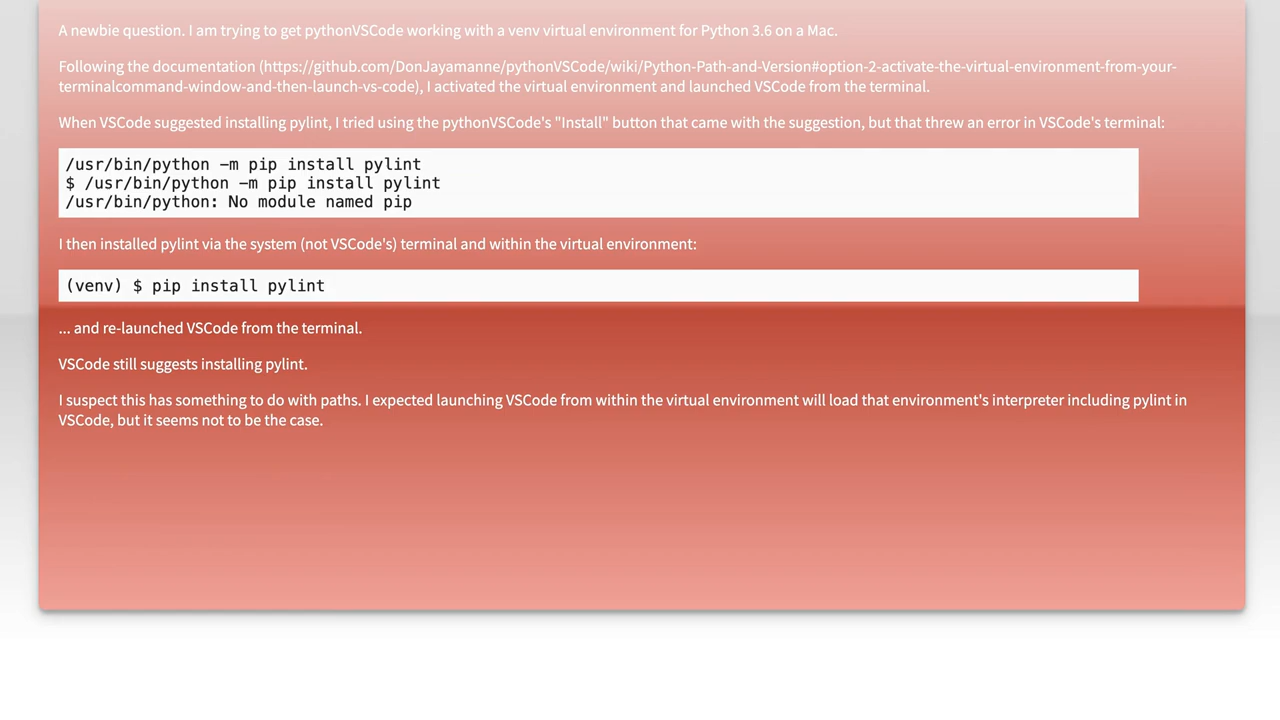 A newbie question. I am trying to get pythonVSCode working with a venv virtual environment for Python 3.6 on a Mac.
Following the documentation (https://github.com/DonJayamanne/pythonVSCode/wiki/Python-Path-and-Version#option-2-activate-the-virtual-environment-from-your-
terminalcommand-window-and-then-launch-vs-code), I activated the virtual environment and launched VSCode from the terminal.
When VSCode suggested installing pylint, I tried using the pythonVSCode's "Install" button that came with the suggestion, but that threw an error in VSCode's terminal:
/usr/bin/python -m pip install pylint
$ /usr/bin/python -m pip install pylint
/usr/bin/python: No module named pip
I then installed pylint via the system (not VSCode's) terminal and within the virtual environment:
(venv) $ pip install pylint
... and re-launched VSCode from the terminal.
VSCode still suggests installing pylint.
I suspect this has something to do with paths. I expected launching VSCode from within the virtual environment will load that environment's interpreter including pylint in
VSCode, but it seems not to be the case.